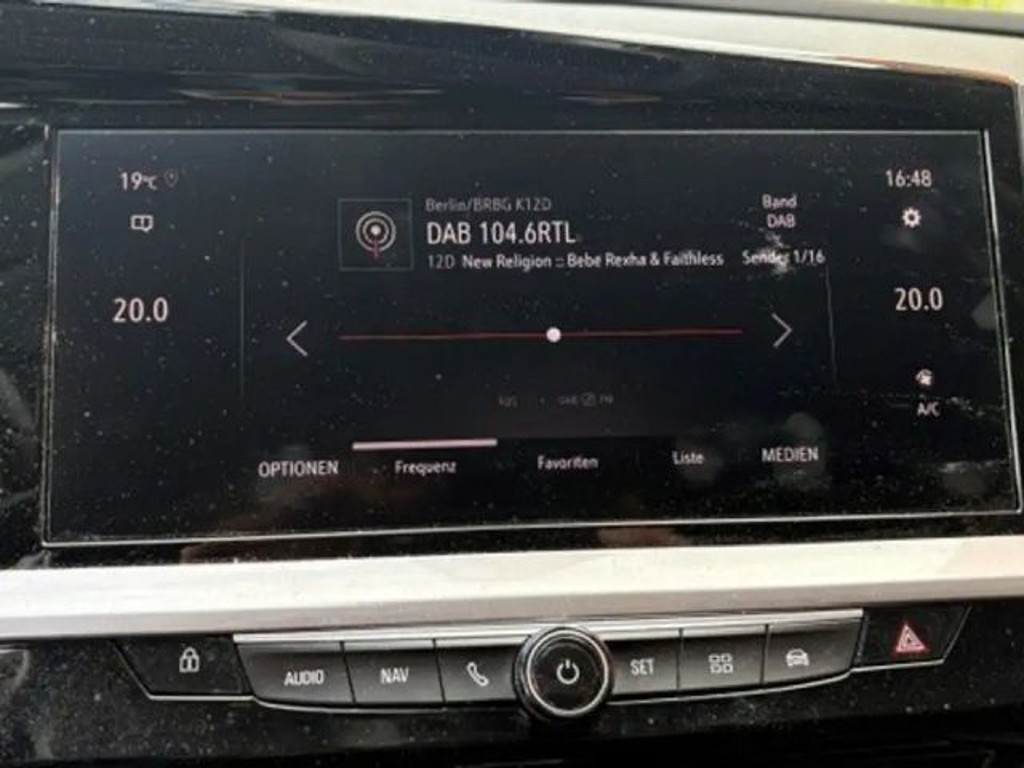 19°C
16:48
Berlin/BRBG K12D
Band
DAB
DAB 104.6RTL
12D New Religion :: Bebe Rexha & Faithless
Sender 1/16
20.0
20.0
A/C
OPTIONEN
Frequenz
Favoriten
Liste
MEDIEN
AUDIO
NAV
SET